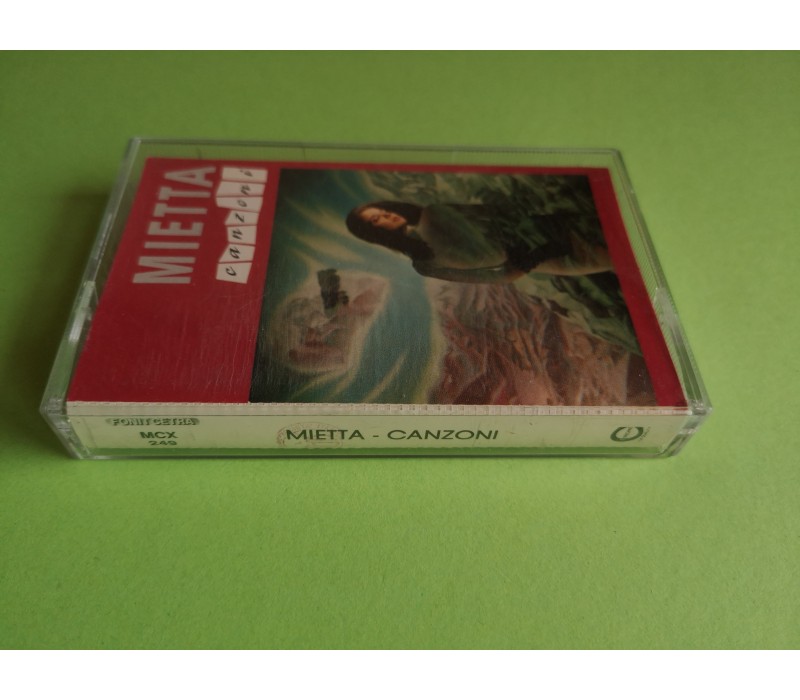 MIETTA
canzoni
FONIT CETRA
MCX
249
MIETTA - CANZONI